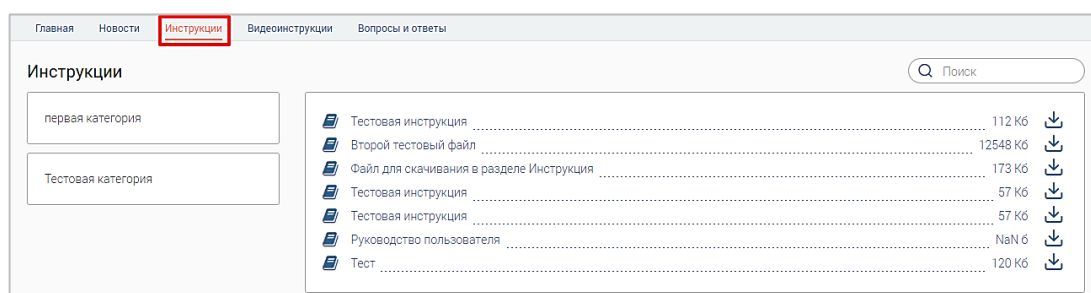 Главная Новости Инструкции Видеоинструкции Вопросы и ответы
Инструкции
Поиск
первая категория
Тестовая категория
Тестовая инструкция 112 Кб
Второй тестовый файл 12548 Кб
Файл для скачивания в разделе Инструкция 173 Кб
Тестовая инструкция 57 Кб
Тестовая инструкция 57 Кб
Руководство пользователя NaN б
Тест 120 Кб